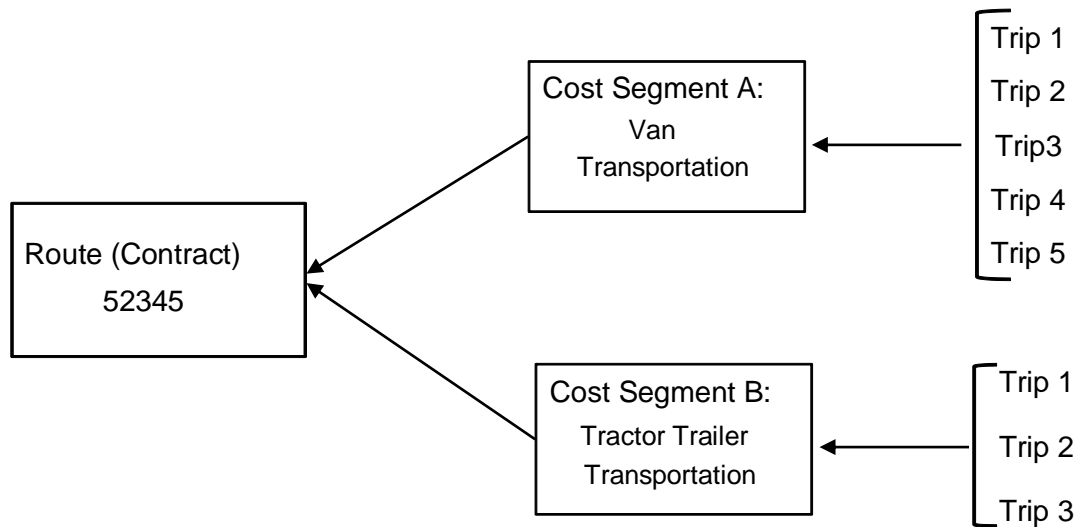 Route (Contract)
52345
Cost Segment A:
Van
Transportation
Trip 1
Trip 2
Trip3
Trip 4
Trip 5
Cost Segment B:
Tractor Trailer
Transportation
Trip 1
Trip 2
Trip 3